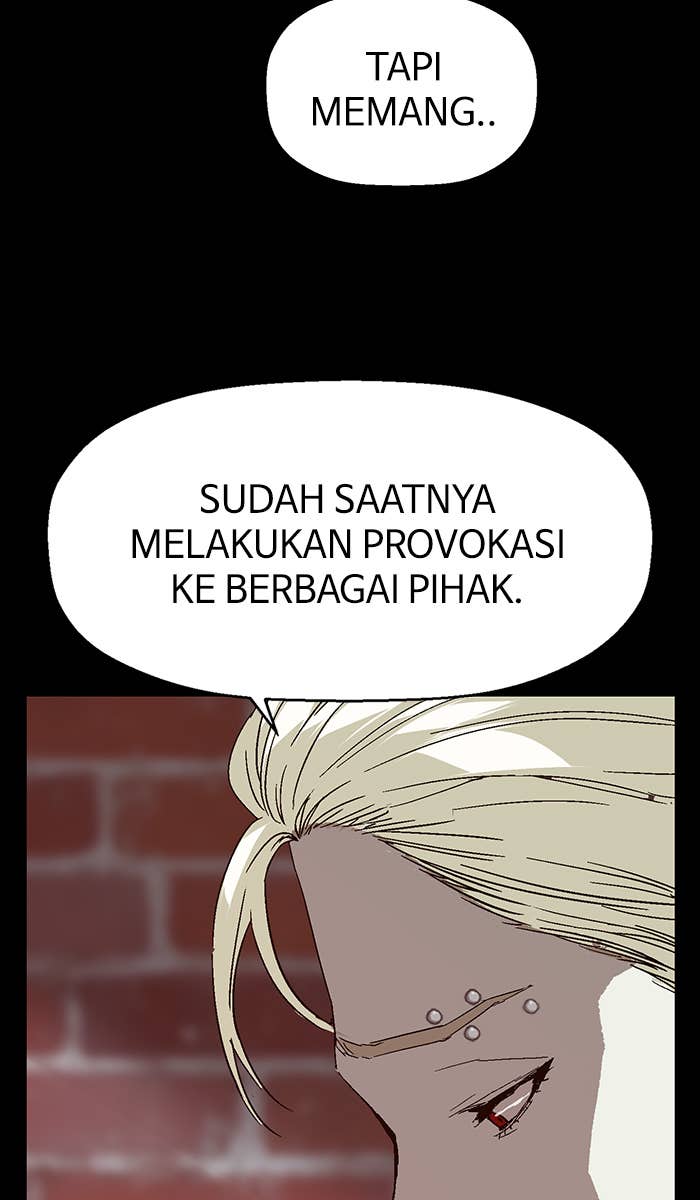 TAPI
MEMANG..
SUDAH SAATNYA
MELAKUKAN PROVOKASI
KE BERBAGAI PIHAK.